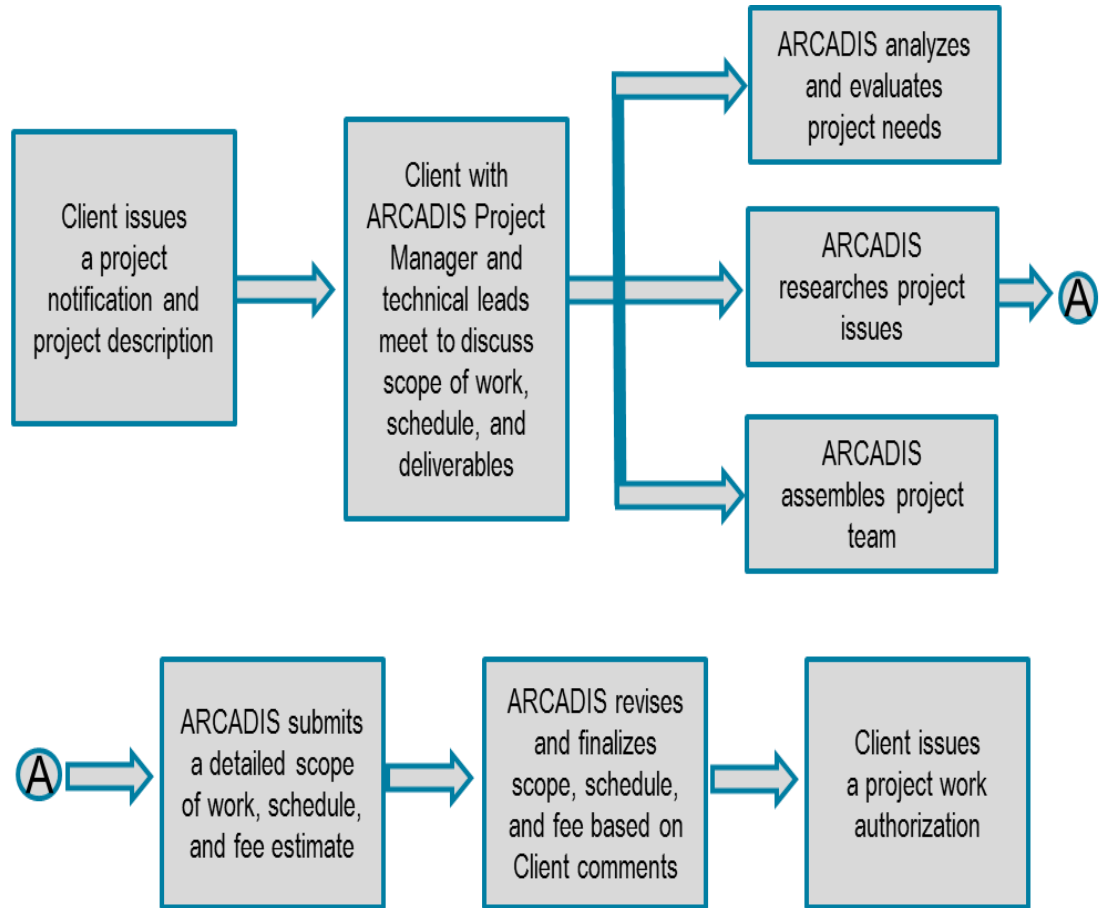 Client issues
a project
notification and
project description
Client with
ARCADIS Project
Manager and
technical leads
meet to discuss
scope of work,
schedule, and
deliverables
ARCADIS analyzes
and evaluates
project needs
ARCADIS
researches project
issues
A
ARCADIS
assembles project
team
A
ARCADIS submits
a detailed scope
of work, schedule,
and fee estimate
ARCADIS revises
and finalizes
scope, schedule,
and fee based on
Client comments
Client issues
a project work
authorization